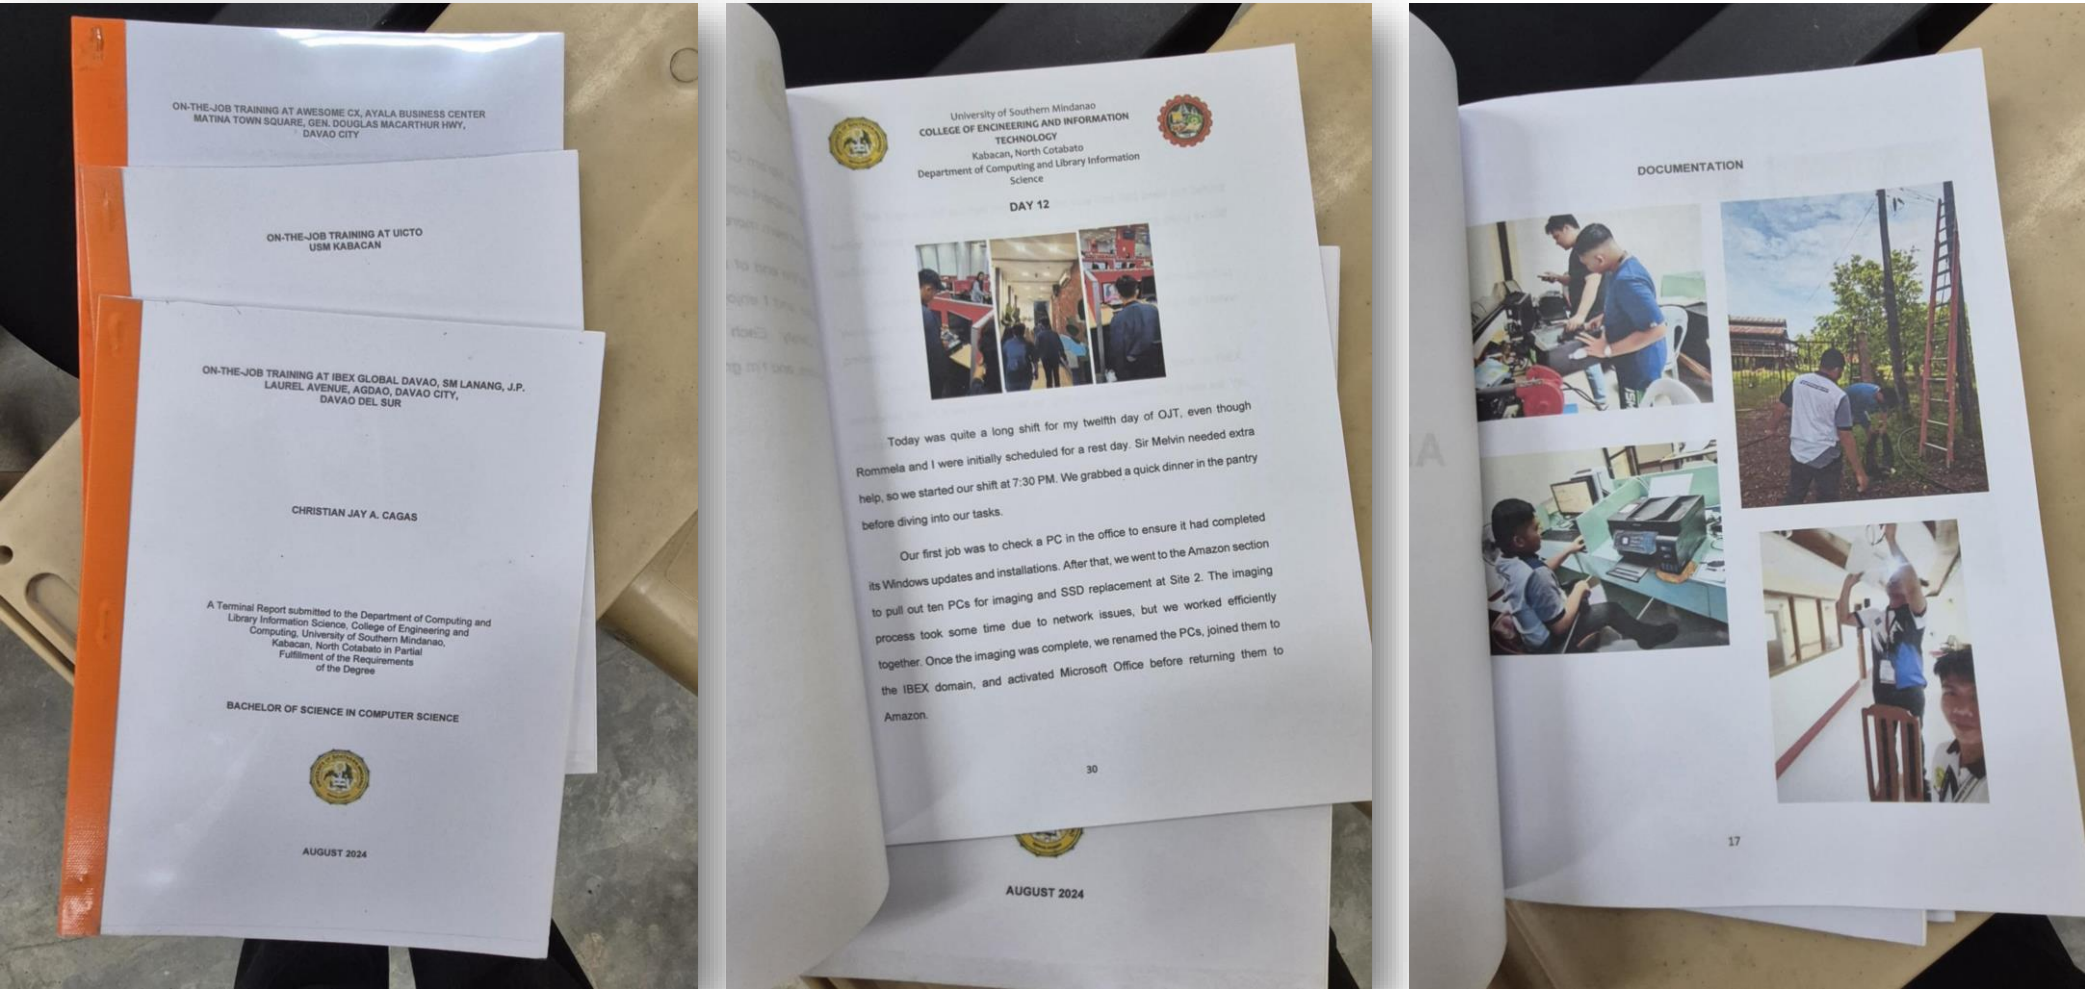 ON-THE-JOB TRAINING AT AWESOME CX, AYALA BUSINESS CENTER
MATINA TOWN SQUARE, GEN. DOUGLAS MACARTHUR HWY,
DAVAO CITY
ON-THE-JOB TRAINING AT UICTO
USM KABACAN
ON-THE-JOB TRAINING AT IBEX GLOBAL DAVAO, SM LANANG, J.P.
LAUREL AVENUE, AGDAO, DAVAO CITY,
DAVAO DEL SUR
CHRISTIAN JAY A. CAGAS
A Terminal Report submitted to the Department of Computing and
Library Information Science, College of Engineering and
Computing, University of Southern Mindanao,
Kabacan, North Cotabato in Partial
Fulfillment of the Requirements
of the Degree
BACHELOR OF SCIENCE IN COMPUTER SCIENCE
AUGUST 2024
University of Southern Mindanao
COLLEGE OF ENGINEERING AND INFORMATION
TECHNOLOGY
Kabacan, North Cotabato
Department of Computing and Library Information
Science
DAY 12
Today was quite a long shift for my twelfth day of OJT, even though
Rommela and I were initially scheduled for a rest day. Sir Melvin needed extra
help, so we started our shift at 7:30 PM. We grabbed a quick dinner in the pantry
before diving into our tasks.
Our first job was to check a PC in the office to ensure it had completed
its Windows updates and installations. After that, we went to the Amazon section
to pull out ten PCs for imaging and SSD replacement at Site 2. The imaging
process took some time due to network issues, but we worked efficiently
together. Once the imaging was complete, we renamed the PCs, joined them to
the IBEX domain, and activated Microsoft Office before returning them to
Amazon.
30
AUGUST 2024
DOCUMENTATION
17